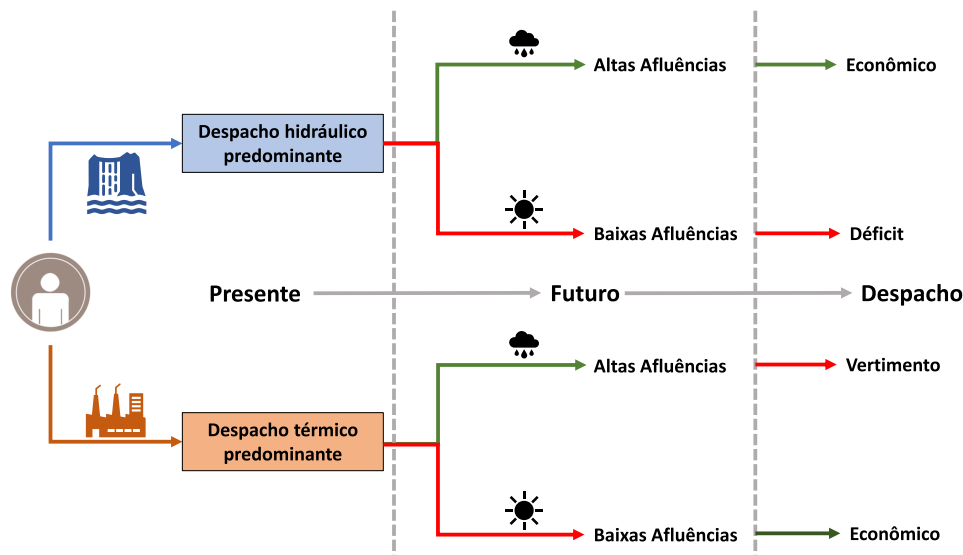 Altas Afluências
Econômico
Despacho hidráulico
predominante
Baixas Afluências
Déficit
Presente
Futuro
Despacho
Altas Afluências
Vertimento
Despacho térmico
predominante
Baixas Afluências
Econômico